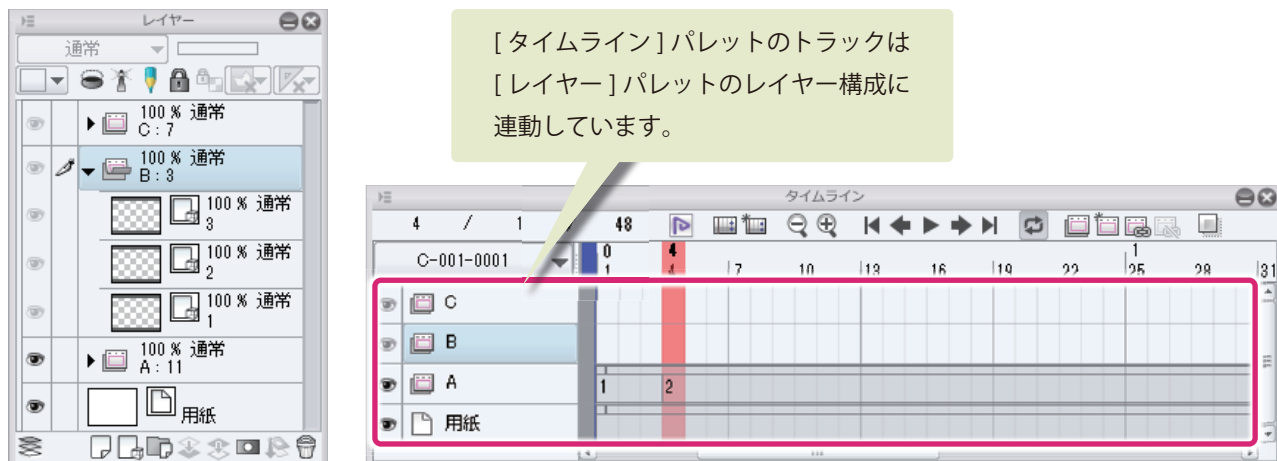 レイヤー
通常
100 % 通常
C : 7
100 % 通常
B : 3
100 % 通常
3
100 % 通常
2
100 % 通常
1
100 % 通常
A : 11
用紙
[ タイムライン ] パレットのトラックは
[ レイヤー ] パレットのレイヤー構成に
連動しています。
タイムライン
4 / 1 48
C-001-0001
0 4 1
1 4 7 10 13 16 19 22 25 28 31
C
B
A 1 2
用紙